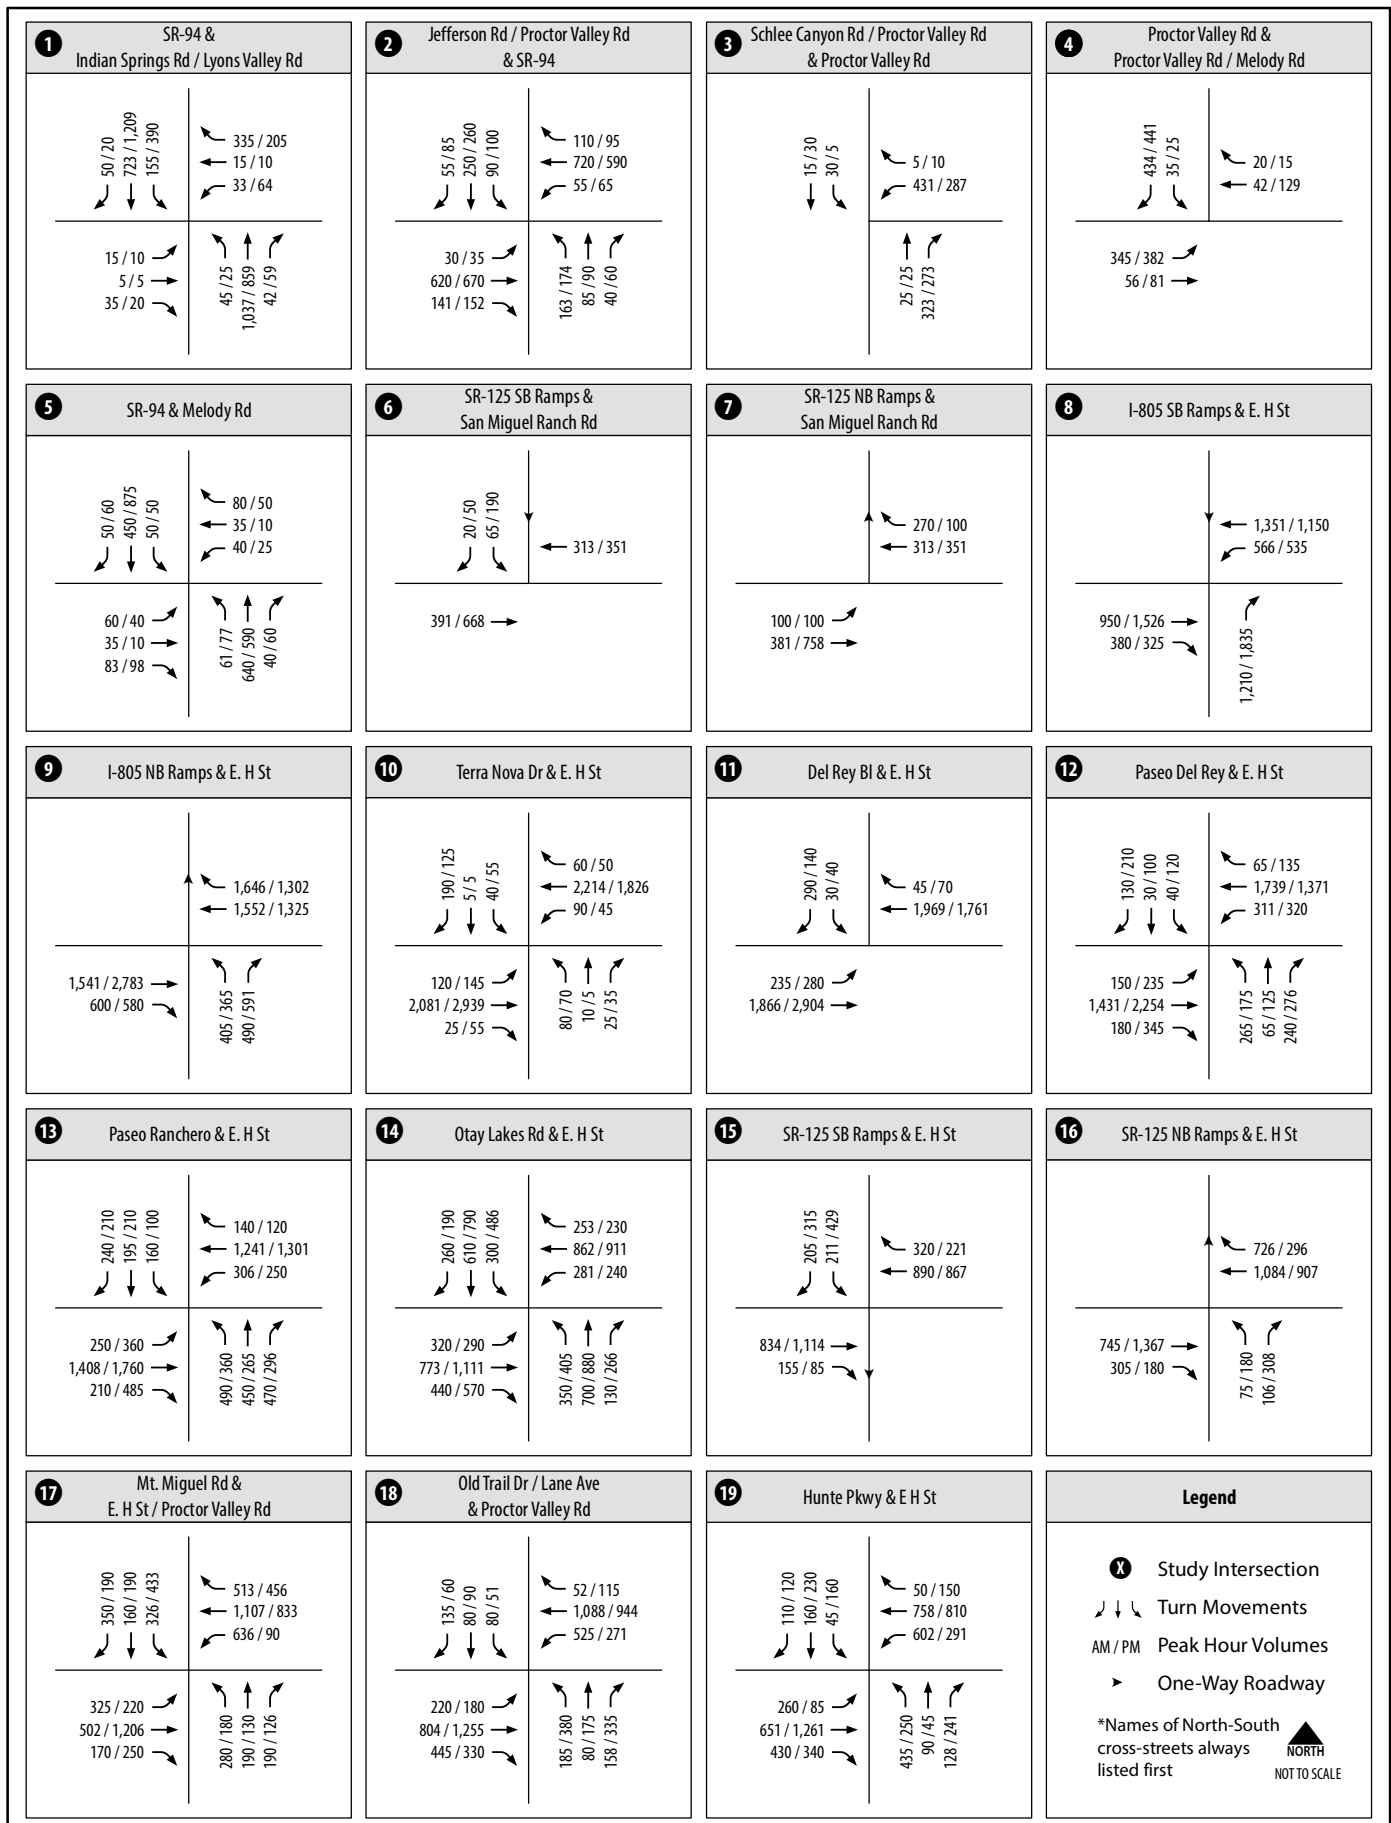 1
SR-94 &
Indian Springs Rd / Lyons Valley Rd
50 / 20
723 / 1,209
155 / 390
335 / 205
15 / 10
33 / 64
15 / 10
5 / 5
35 / 20
45 / 25
1,037 / 859
42 / 59
2
Jefferson Rd / Proctor Valley Rd
& SR-94
55 / 85
250 / 260
90 / 100
110 / 95
720 / 590
55 / 65
30 / 35
620 / 670
141 / 152
163 / 174
85 / 90
40 / 60
3
Schlee Canyon Rd / Proctor Valley Rd
& Proctor Valley Rd
15 / 30
30 / 5
5 / 10
431 / 287
25 / 25
323 / 273
4
Proctor Valley Rd &
Proctor Valley Rd / Melody Rd
434 / 441
35 / 25
20 / 15
42 / 129
345 / 382
56 / 81
5
SR-94 & Melody Rd
50 / 60
450 / 875
50 / 50
80 / 50
35 / 10
40 / 25
60 / 40
35 / 10
83 / 98
61 / 77
640 / 590
40 / 60
6
SR-125 SB Ramps &
San Miguel Ranch Rd
20 / 50
65 / 190
313 / 351
391 / 668
7
SR-125 NB Ramps &
San Miguel Ranch Rd
270 / 100
313 / 351
100 / 100
381 / 758
8
I-805 SB Ramps & E. H St
1,351 / 1,150
566 / 535
950 / 1,526
380 / 325
1,210 / 1,835
9
I-805 NB Ramps & E. H St
1,646 / 1,302
1,552 / 1,325
1,541 / 2,783
600 / 580
405 / 365
490 / 591
10
Terra Nova Dr & E. H St
190 / 125
5 / 5
40 / 55
60 / 50
2,214 / 1,826
90 / 45
120 / 145
2,081 / 2,939
25 / 55
80 / 70
10 / 5
25 / 35
11
Del Rey Bl & E. H St
290 / 140
30 / 40
45 / 70
1,969 / 1,761
235 / 280
1,866 / 2,904
12
Paseo Del Rey & E. H St
130 / 210
30 / 100
40 / 120
65 / 135
1,739 / 1,371
311 / 320
150 / 235
1,431 / 2,254
180 / 345
265 / 175
65 / 125
240 / 276
13
Paseo Ranchero & E. H St
240 / 210
195 / 210
160 / 100
140 / 120
1,241 / 1,301
306 / 250
250 / 360
1,408 / 1,760
210 / 485
490 / 360
450 / 265
470 / 296
14
Otay Lakes Rd & E. H St
260 / 190
610 / 790
300 / 486
253 / 230
862 / 911
281 / 240
320 / 290
773 / 1,111
440 / 570
350 / 405
700 / 880
130 / 266
15
SR-125 SB Ramps & E. H St
205 / 315
211 / 429
320 / 221
890 / 867
834 / 1,114
155 / 85
16
SR-125 NB Ramps & E. H St
726 / 296
1,084 / 907
745 / 1,367
305 / 180
75 / 180
106 / 308
17
Mt. Miguel Rd &
E. H St / Proctor Valley Rd
350 / 190
160 / 190
326 / 433
513 / 456
1,107 / 833
636 / 90
325 / 220
502 / 1,206
170 / 250
280 / 180
190 / 130
190 / 126
18
Old Trail Dr / Lane Ave
& Proctor Valley Rd
135 / 60
80 / 90
80 / 51
52 / 115
1,088 / 944
525 / 271
220 / 180
804 / 1,255
445 / 330
185 / 380
80 / 175
158 / 335
19
Hunte Pkwy & E H St
110 / 120
160 / 230
45 / 160
50 / 150
758 / 810
602 / 291
260 / 85
651 / 1,261
430 / 340
435 / 250
90 / 45
128 / 241
Legend
X Study Intersection
Turn Movements
AM / PM Peak Hour Volumes
One-Way Roadway
*Names of North-South
cross-streets always
listed first
NORTH
NOT TO SCALE